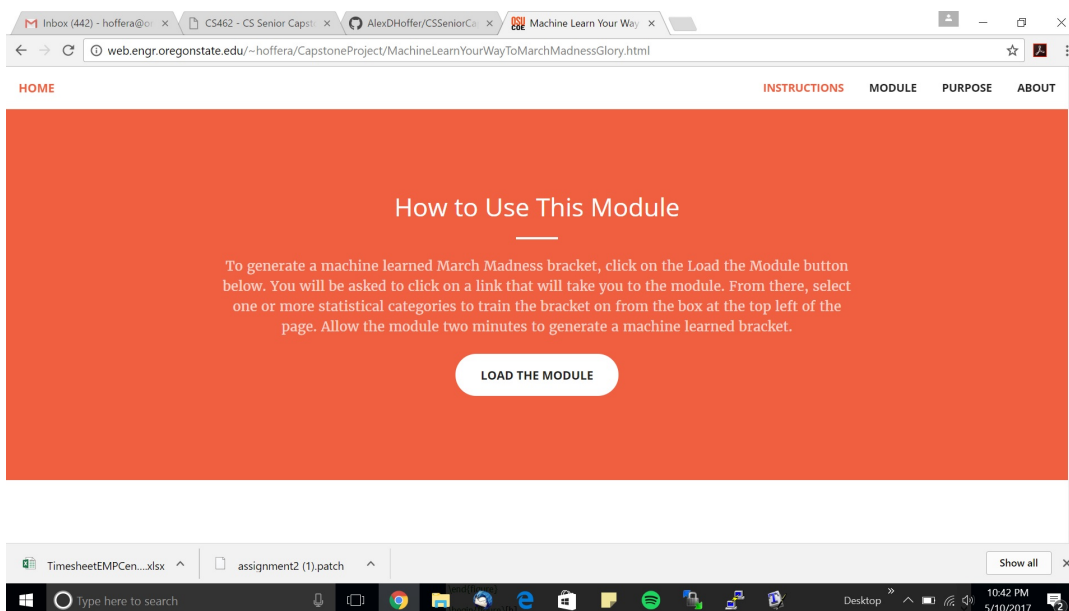 Inbox (442) - hoffera@or
CS462 - CS Senior Capst
AlexDHoffer/CSSeniorCa
OSU COE Machine Learn Your Way
web.engr.oregonstate.edu/~hoffera/CapstoneProject/MachineLearnYourWayToMarchMadnessGlory.html
HOME INSTRUCTIONS MODULE PURPOSE ABOUT
How to Use This Module
To generate a machine learned March Madness bracket, click on the Load the Module button
below. You will be asked to click on a link that will take you to the module. From there, select
one or more statistical categories to train the bracket on from the box at the top left of the
page. Allow the module two minutes to generate a machine learned bracket.
LOAD THE MODULE
TimesheetEMPCen....xlsx assignment2 (1).patch Show all
Type here to search Desktop 10:42 PM
5/10/2017 2